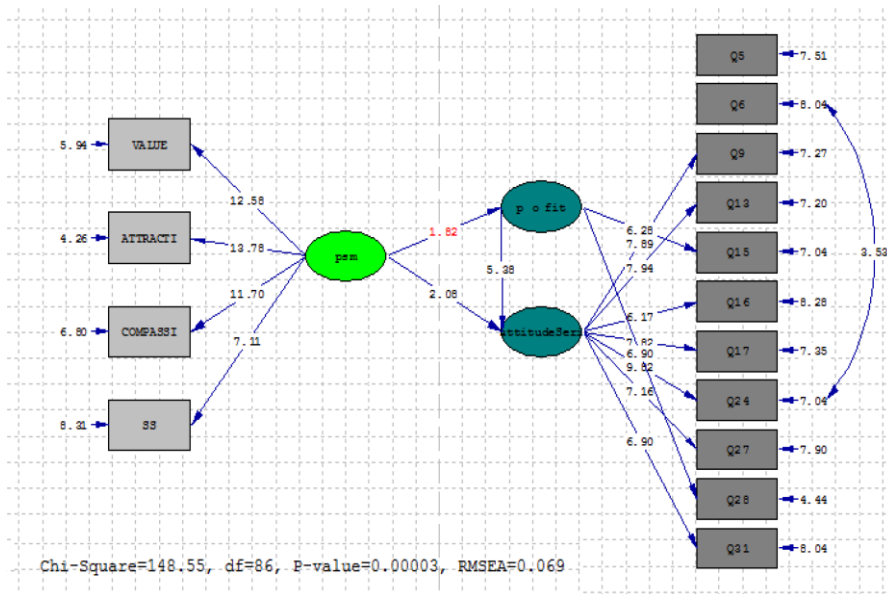 Q5
7.51
Q6
8.04
5.94
VALUE
Q9
7.27
12.58
Q13
7.20
p o fit
4.26
ATTRACTI
13.78
1.82
6.28
7.89
Q15
7.04
3.53
psm
7.94
5.38
11.70
2.08
6.17
Q16
8.28
6.80
COMPASSI
7.82
6.90
Q17
7.35
9.82
7.11
7.16
Q24
7.04
8.31
SS
6.90
Q27
7.90
Q28
4.44
Q31
8.04
Chi-Square=148.55, df=86, P-value=0.00003, RMSEA=0.069